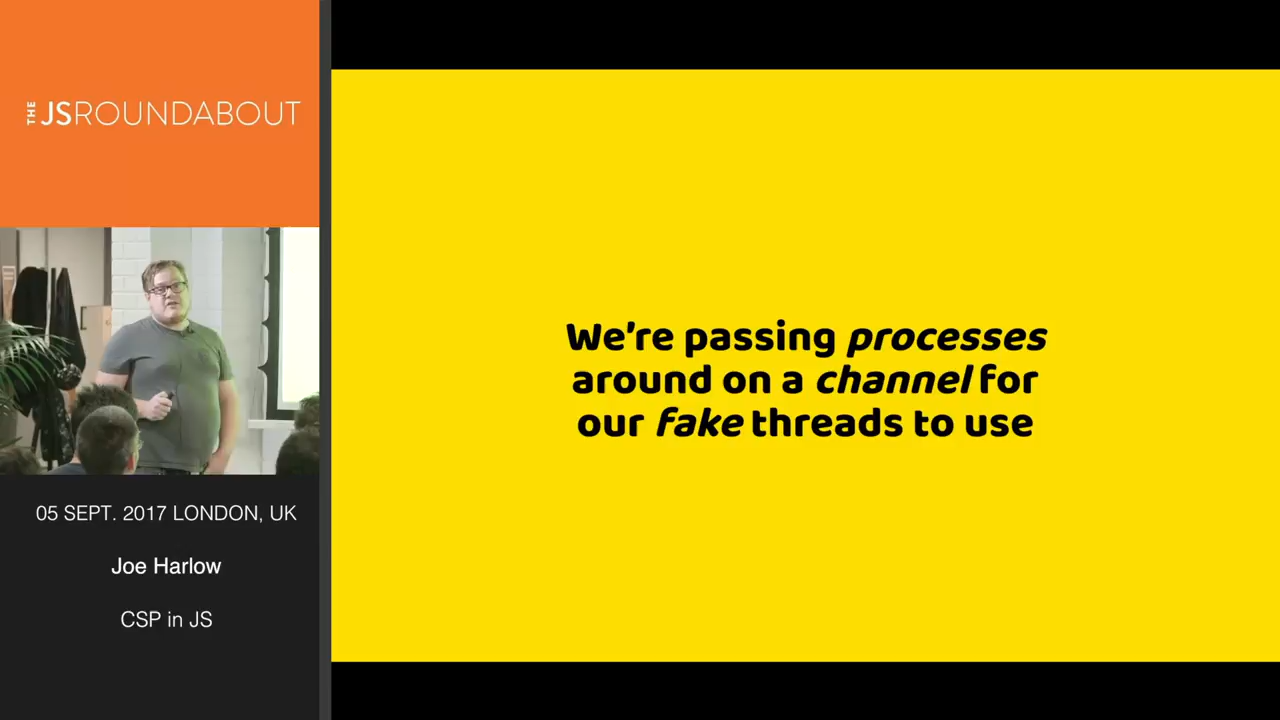 THE JSROUNDABOUT
05 SEPT. 2017 LONDON, UK
Joe Harlow
CSP in JS
We're passing processes
around on a channel for
our fake threads to use